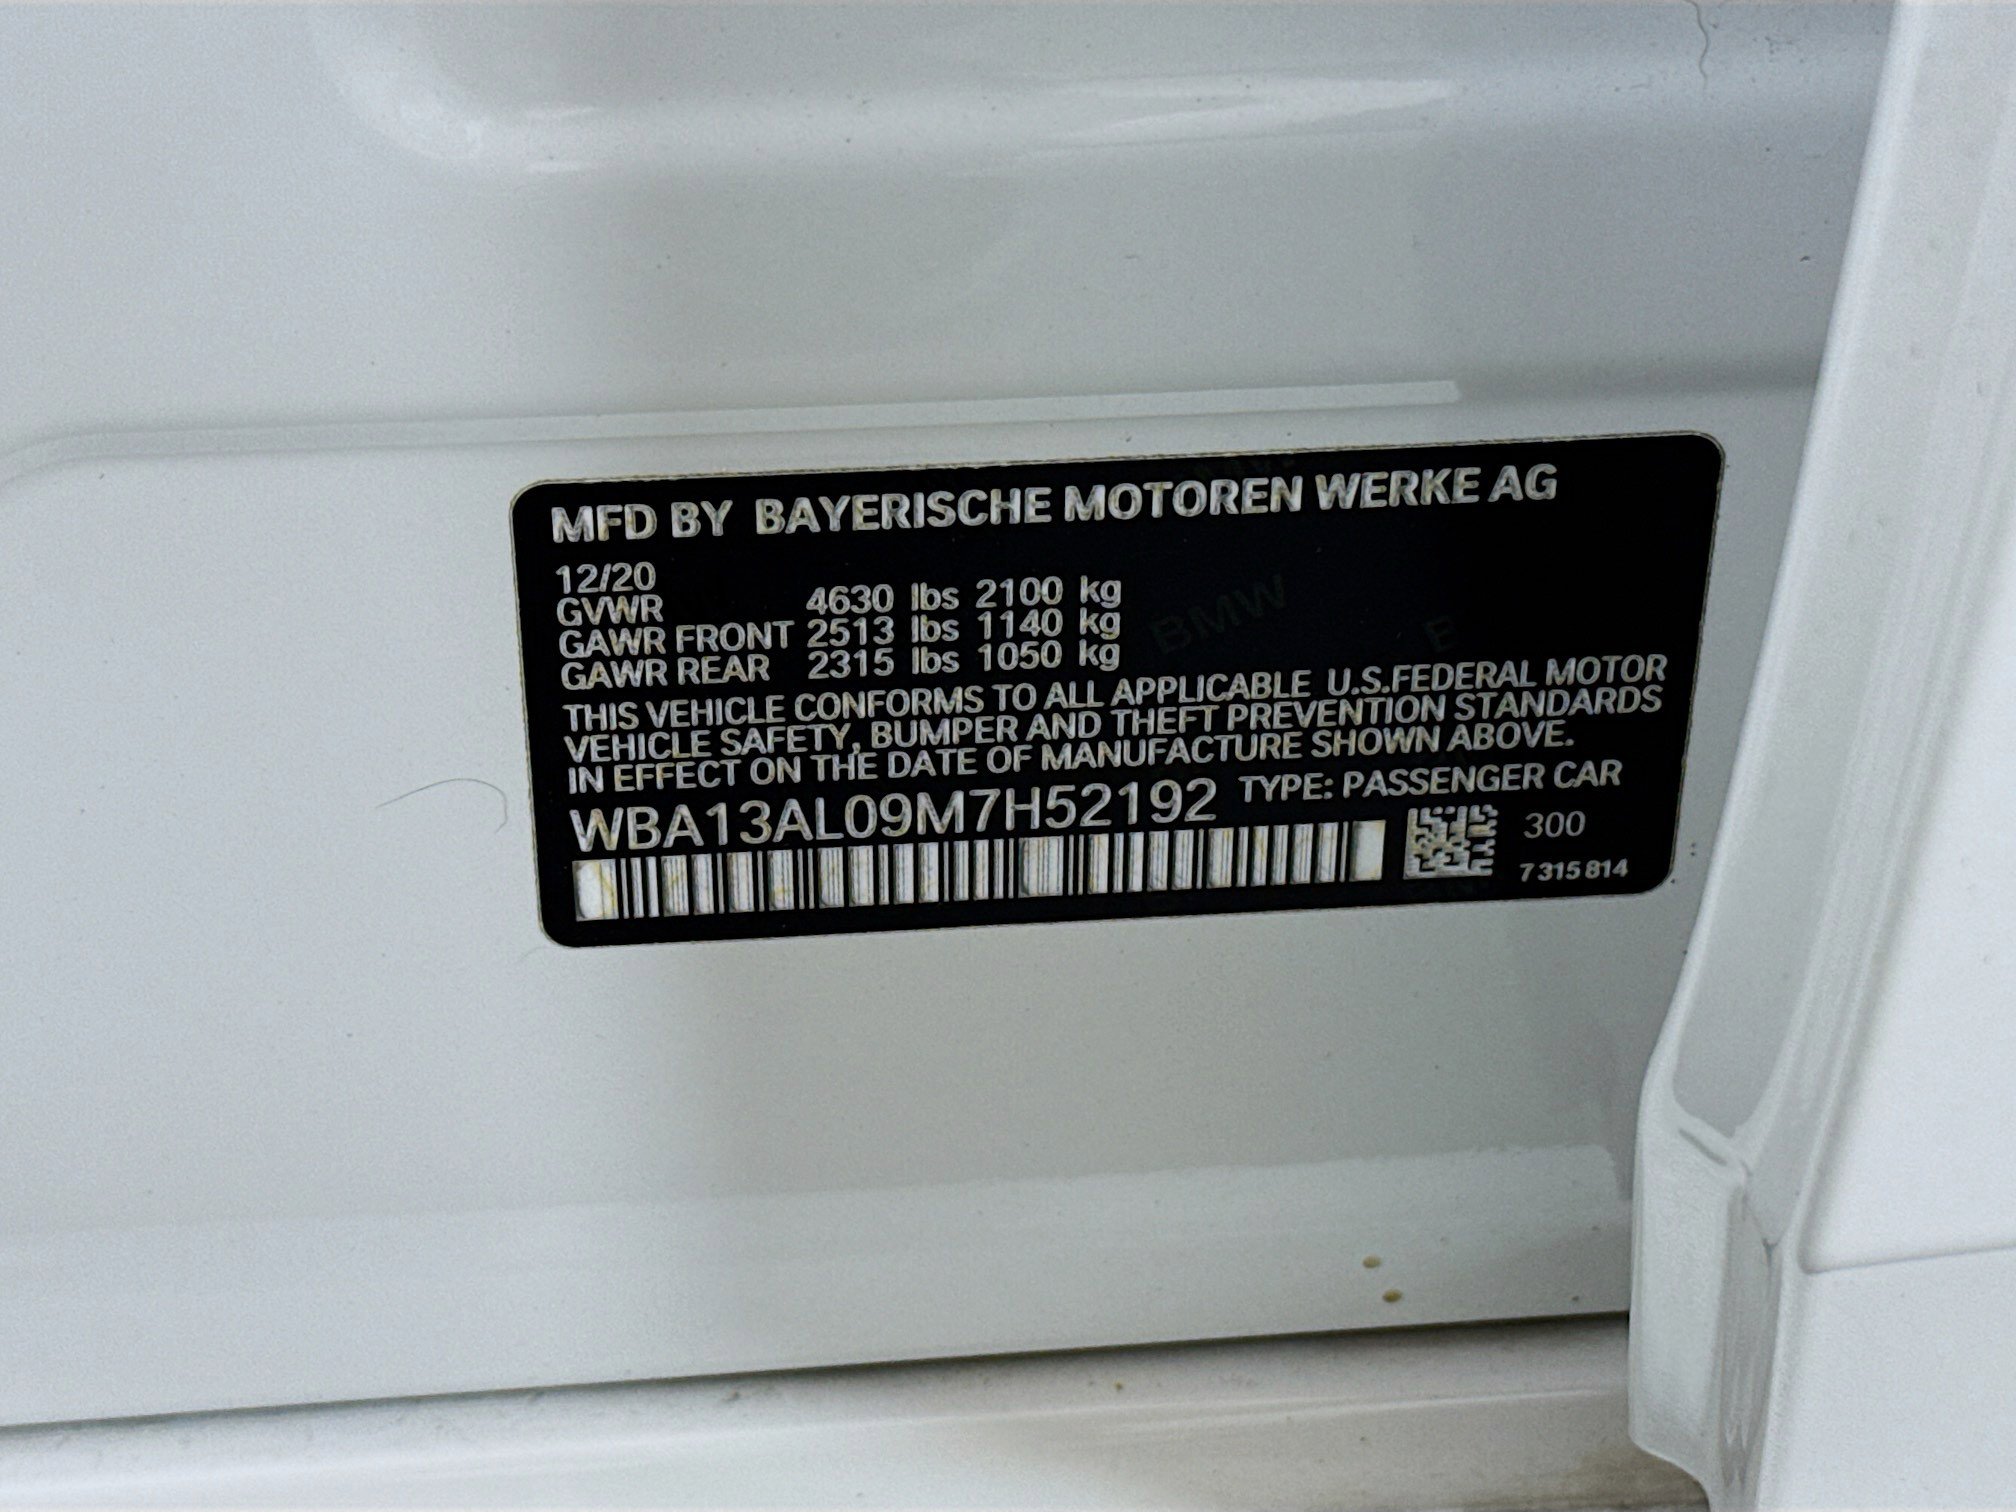 MFD BY BAYERISCHE MOTOREN WERKE AG
12/20
GVWR 4630 lbs 2100 kg
GAWR FRONT 2513 lbs 1140 kg
GAWR REAR 2315 lbs 1050 kg
THIS VEHICLE CONFORMS TO ALL APPLICABLE U.S.FEDERAL MOTOR
VEHICLE SAFETY, BUMPER AND THEFT PREVENTION STANDARDS
IN EFFECT ON THE DATE OF MANUFACTURE SHOWN ABOVE.
WBA13AL09M7H52192 TYPE: PASSENGER CAR
300
7 315 814
BMW